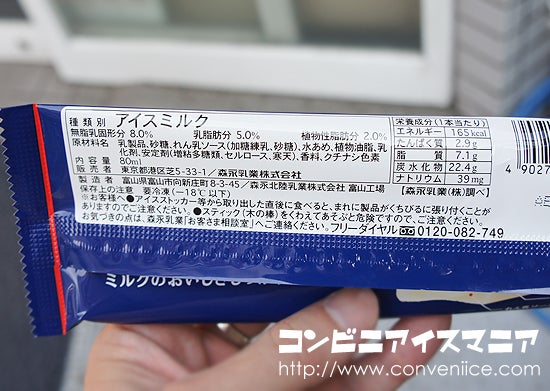 種類別 アイスミルク
無脂乳固形分 8.0% 乳脂肪分 5.0% 植物性脂肪分 2.0%
原材料名 乳製品、砂糖、れん乳ソース(加糖練乳、砂糖)、水あめ、植物油脂、乳
化剤、安定剤(増粘多糖類、セルロース、寒天)、香料、クチナシ色素
内容量 80ml
販売者 東京都港区芝5-33-1/森永乳業株式会社
製造者 富山県富山市向新庄町8-3-45/森永北陸乳業株式会社 富山工場
保存上の注意 要冷凍(-18℃以下)
※お客様へ●アイスストッカー等から取り出した直後に食べると、まれに製品がくちびるに張り付くことが
ありますのでご注意ください。●スティック(木の棒)をくわえてあそぶと危険ですので、ご注意ください。
お気づきの点は、森永乳業「お客さま相談室」へご連絡ください。フリーダイヤル 0120-082-749
栄養成分(1本当たり)
エネルギー 165kcal
たんぱく質 2.9g
脂質 7.1g
炭水化物 22.4g
ナトリウム 39mg
森永乳業(株)調べ
4 9027
ミルクのおいしさ
コンビニアイスマニア
http://www.conveniice.com/